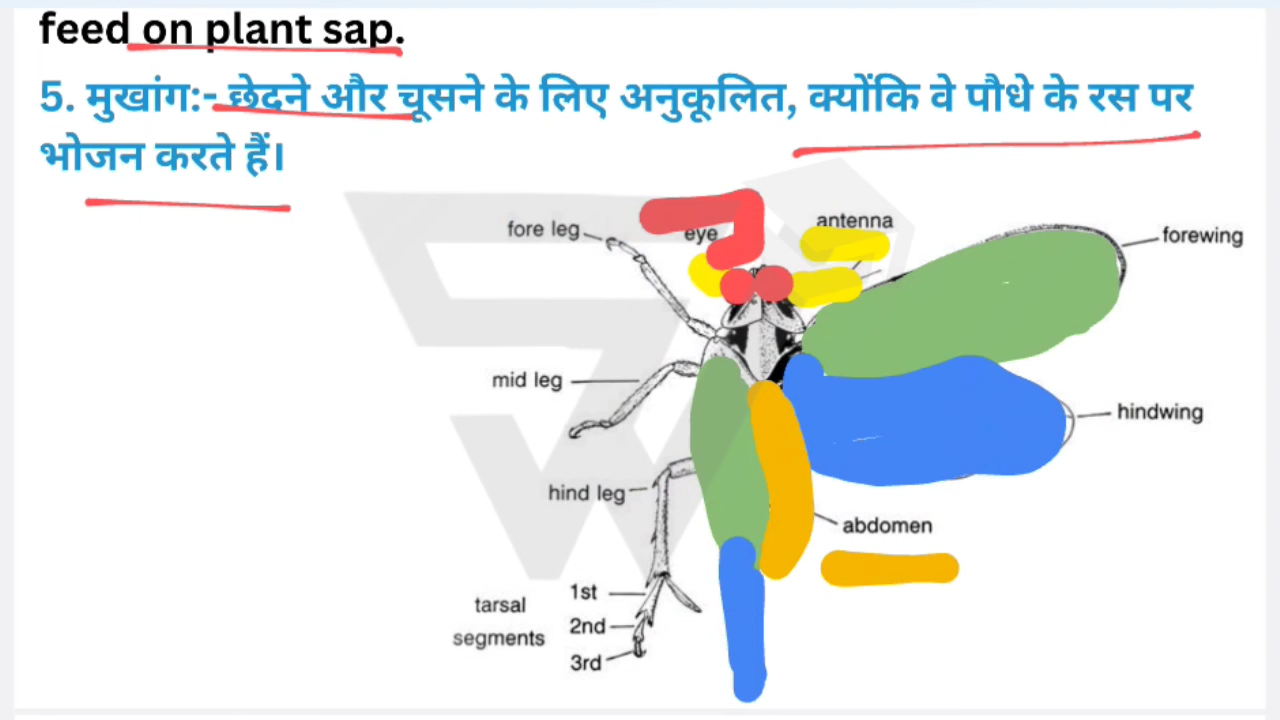 feed on plant sap.
5. मुखांग:- छेदने और चूसने के लिए अनुकूलित, क्योंकि वे पौधे के रस पर
भोजन करते हैं।
fore leg
eye
antenna
forewing
mid leg
hindwing
hind leg
abdomen
tarsal
segments
1st
2nd
3rd